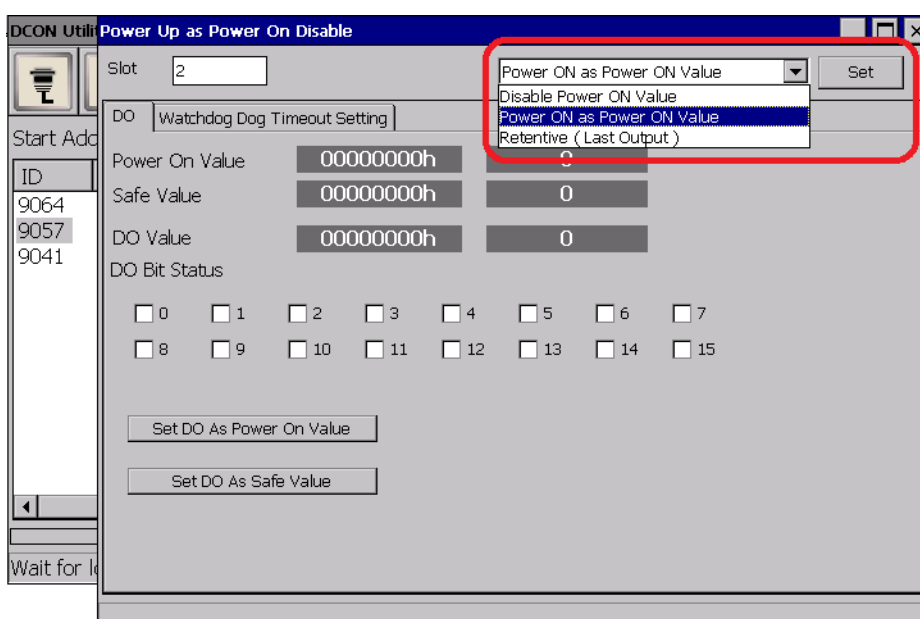 DCON Utili
Power Up as Power On Disable
Slot 2
Power ON as Power ON Value
Set
Disable Power ON Value
Power ON as Power ON Value
Retentive ( Last Output )
DO
Watchdog Dog Timeout Setting
Start Add
ID
9064
9057
9041
Power On Value 00000000h 0
Safe Value 00000000h 0
DO Value 00000000h 0
DO Bit Status
0 1 2 3 4 5 6 7
8 9 10 11 12 13 14 15
Set DO As Power On Value
Set DO As Safe Value
Wait for l